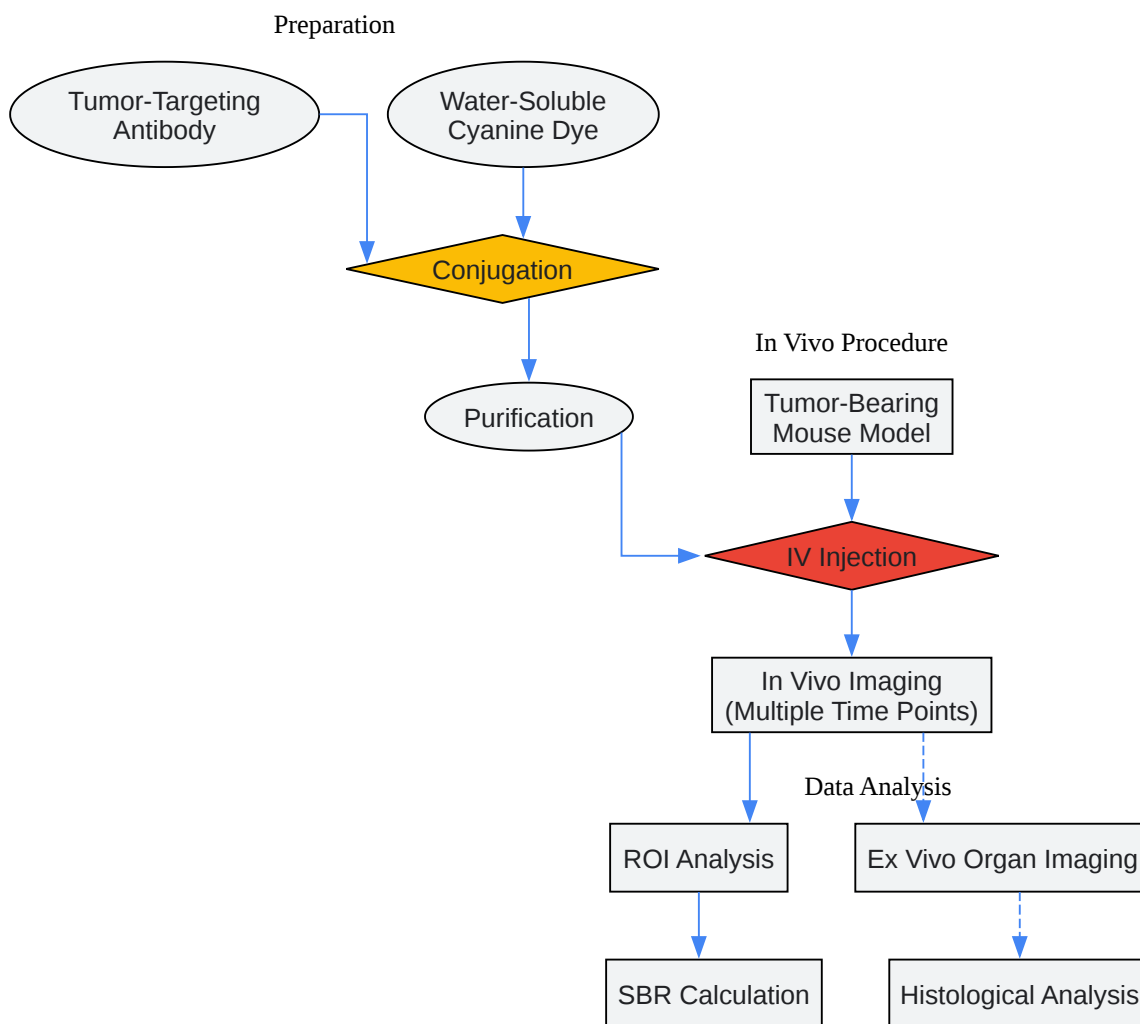 Preparation
Tumor-Targeting
Antibody
Water-Soluble
Cyanine Dye
Conjugation
Purification
In Vivo Procedure
Tumor-Bearing
Mouse Model
IV Injection
In Vivo Imaging
(Multiple Time Points)
Data Analysis
ROI Analysis
Ex Vivo Organ Imaging
SBR Calculation
Histological Analysis